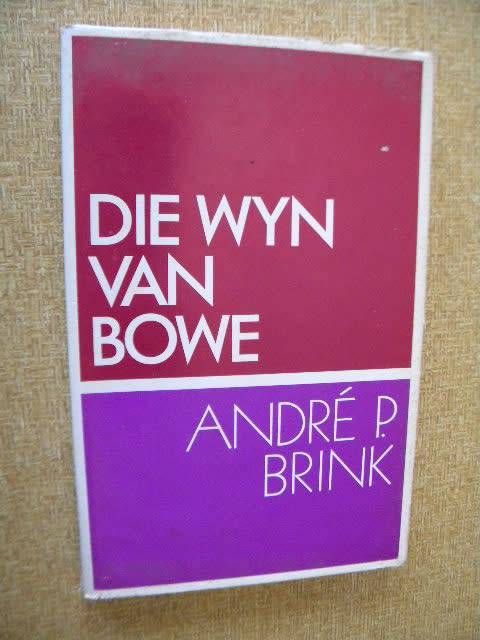 DIE WYN
VAN
BOWE
ANDRÉ P.
BRINK